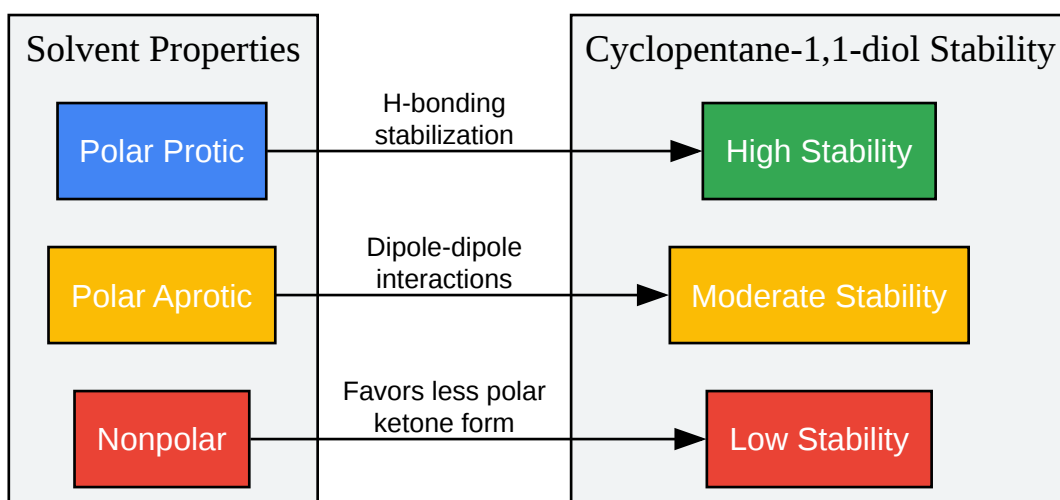 Solvent Properties
Cyclopentane-1,1-diol Stability
Polar Protic
H-bonding
stabilization
High Stability
Polar Aprotic
Dipole-dipole
interactions
Moderate Stability
Nonpolar
Favors less polar
ketone form
Low Stability